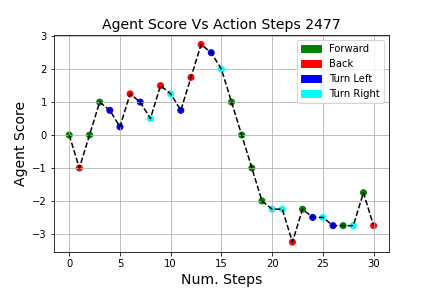 Agent Score Vs Action Steps 2477
Forward
Back
Turn Left
Turn Right
Agent Score
3
2
1
0
−1
−2
−3
0 5 10 15 20 25 30
Num. Steps